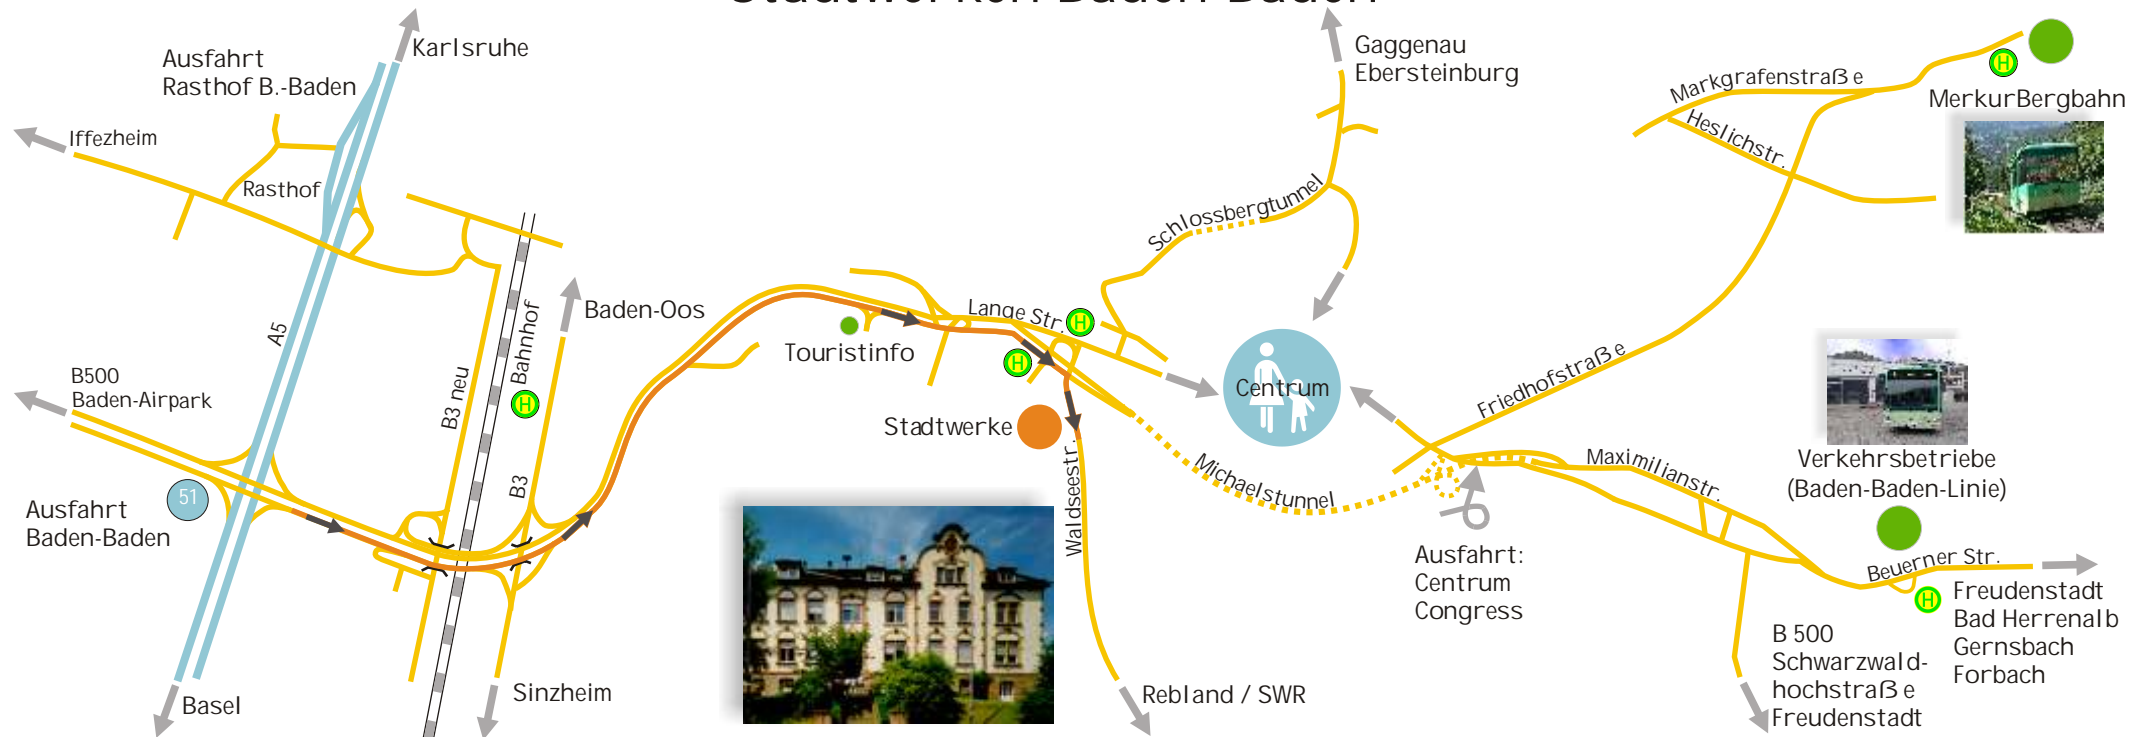 Stadtwerken Baden-Baden
Karlsruhe
Ausfahrt
Rasthof B.-Baden
Iffezheim
Rasthof
A5
B500
Baden-Airpark
51
Ausfahrt
Baden-Baden
Basel
B3 neu
Bahnhof
H
B3
Sinzheim
Baden-Oos
Touristinfo
Lange Str.
H
H
Stadtwerke
Waldseestr.
Rebland / SWR
Schlossbergtunnel
Gaggenau
Ebersteinburg
Centrum
Michaelstunnel
Friedhofstraße
Markgrafenstraße
Heslichstr.
H
MerkurBergbahn
Ausfahrt:
Centrum
Congress
Maximilianstr.
Verkehrsbetriebe
(Baden-Baden-Linie)
Beuerner Str.
H
Freudenstadt
Bad Herrenalb
Gernsbach
Forbach
B 500
Schwarzwald-
hochstraße
Freudenstadt